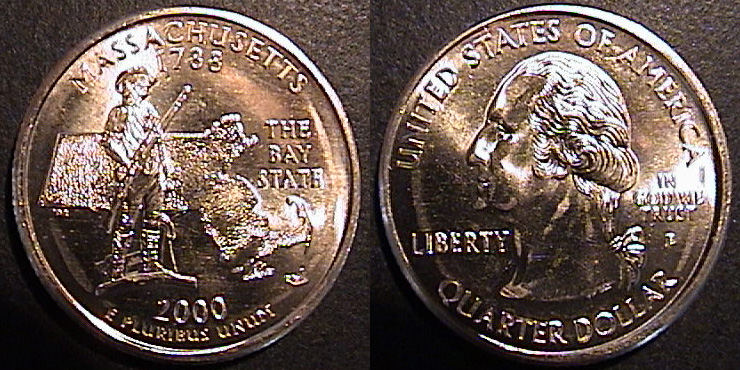 MASSACHUSETTS
1788
THE
BAY
STATE
2000
E PLURIBUS UNUM
UNITED STATES OF AMERICA
LIBERTY
IN
GOD WE
TRUST
P
QUARTER DOLLAR